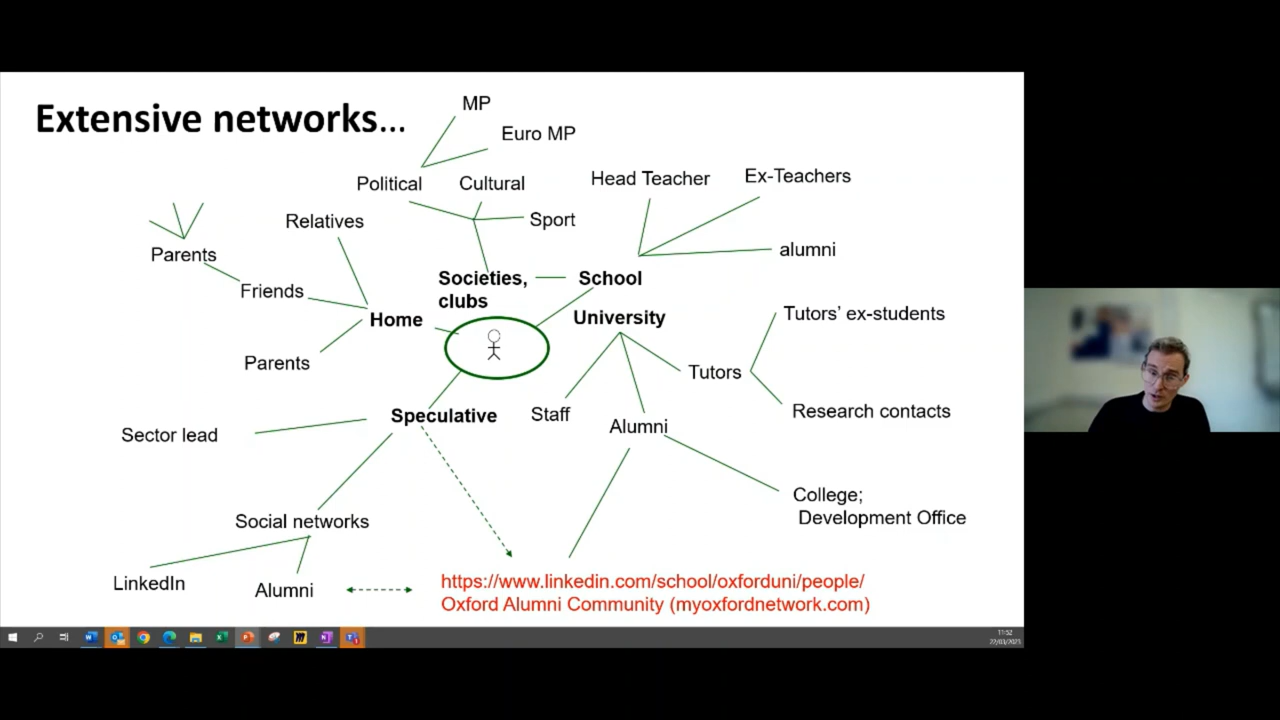 Extensive networks...
MP
Euro MP
Political
Cultural
Sport
Head Teacher
Ex-Teachers
alumni
Relatives
Parents
Friends
Home
Parents
Societies,
clubs
School
University
Tutors' ex-students
Tutors
Research contacts
Staff
Alumni
College;
Development Office
Speculative
Sector lead
Social networks
LinkedIn
Alumni
https://www.linkedin.com/school/oxforduni/people/
Oxford Alumni Community (myoxfordnetwork.com)
11:52